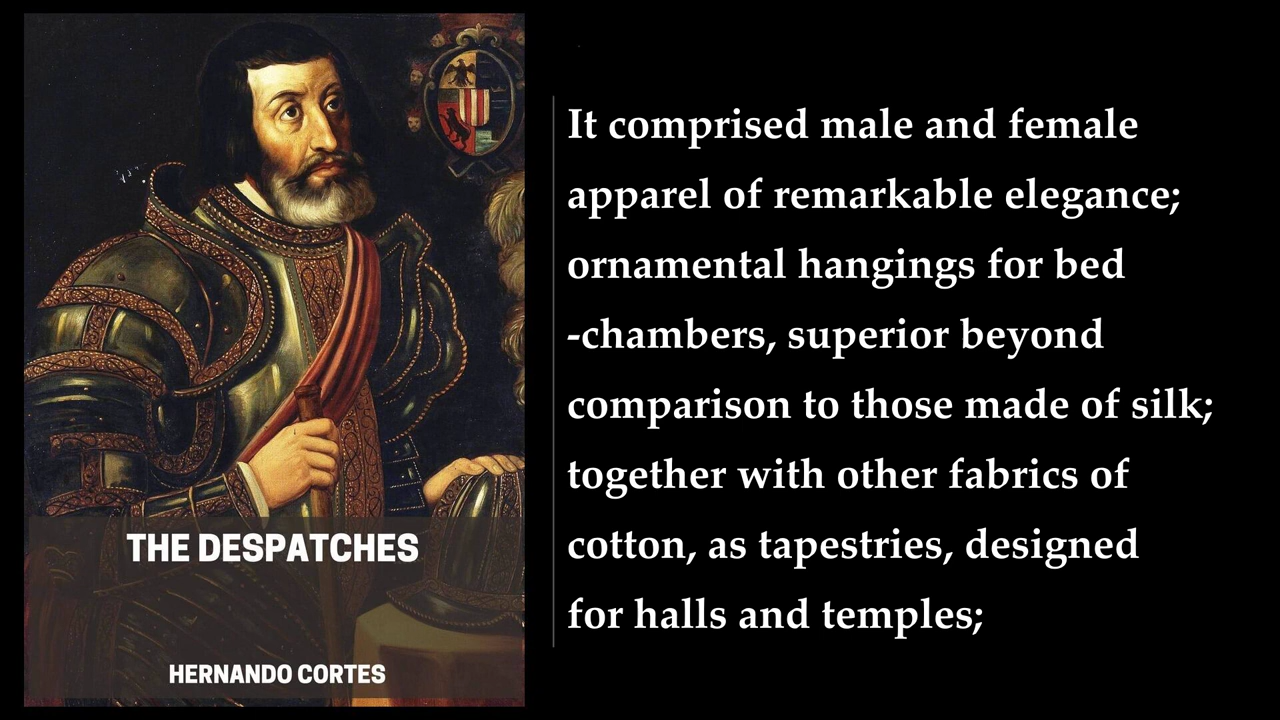 THE DESPATCHES
HERNANDO CORTES
It comprised male and female
apparel of remarkable elegance;
ornamental hangings for bed
-chambers, superior beyond
comparison to those made of silk;
together with other fabrics of
cotton, as tapestries, designed
for halls and temples;